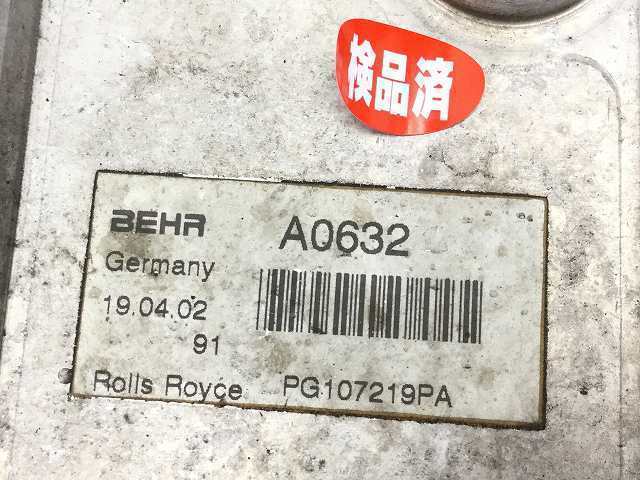 検品済
BEHR
A0632
Germany
19.04.02
91
Rolls Royce PG107219PA